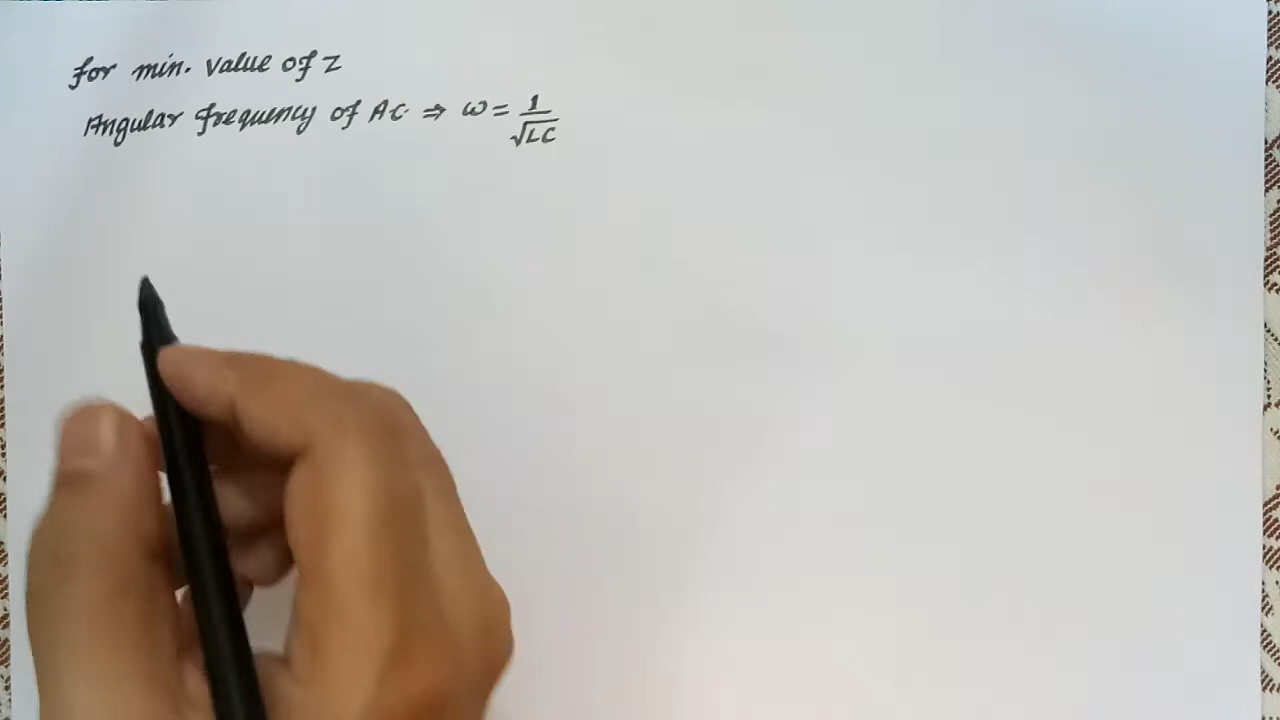 for min. value of Z
Angular frequency of AC ⇒ ω = 1/√LC